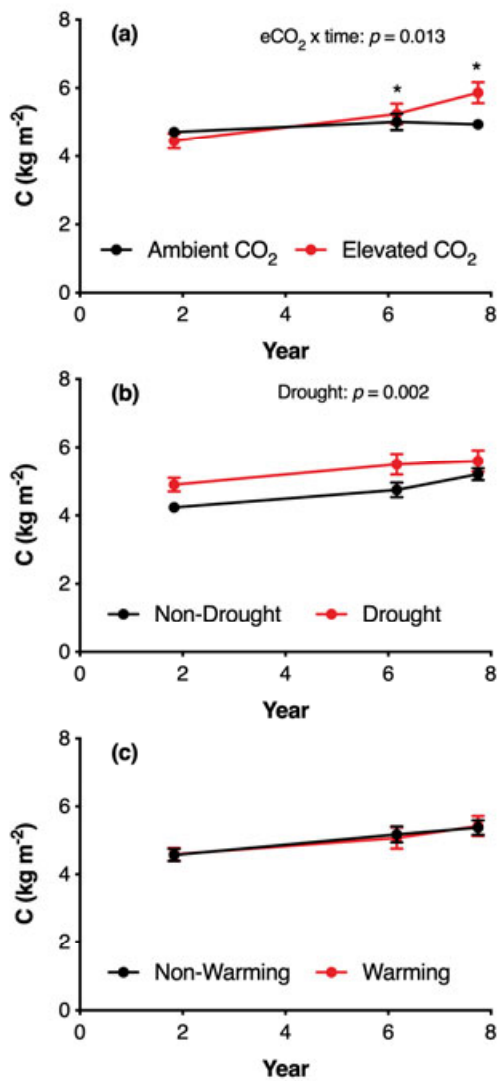 (a)
eCO2 x time: p = 0.013
*
*
8
6
4
2
0
C (kg m-2)
Ambient CO2
Elevated CO2
0 2 4 6 8
Year
(b)
Drought: p = 0.002
8
6
4
2
0
C (kg m-2)
Non-Drought
Drought
0 2 4 6 8
Year
(c)
8
6
4
2
0
C (kg m-2)
Non-Warming
Warming
0 2 4 6 8
Year